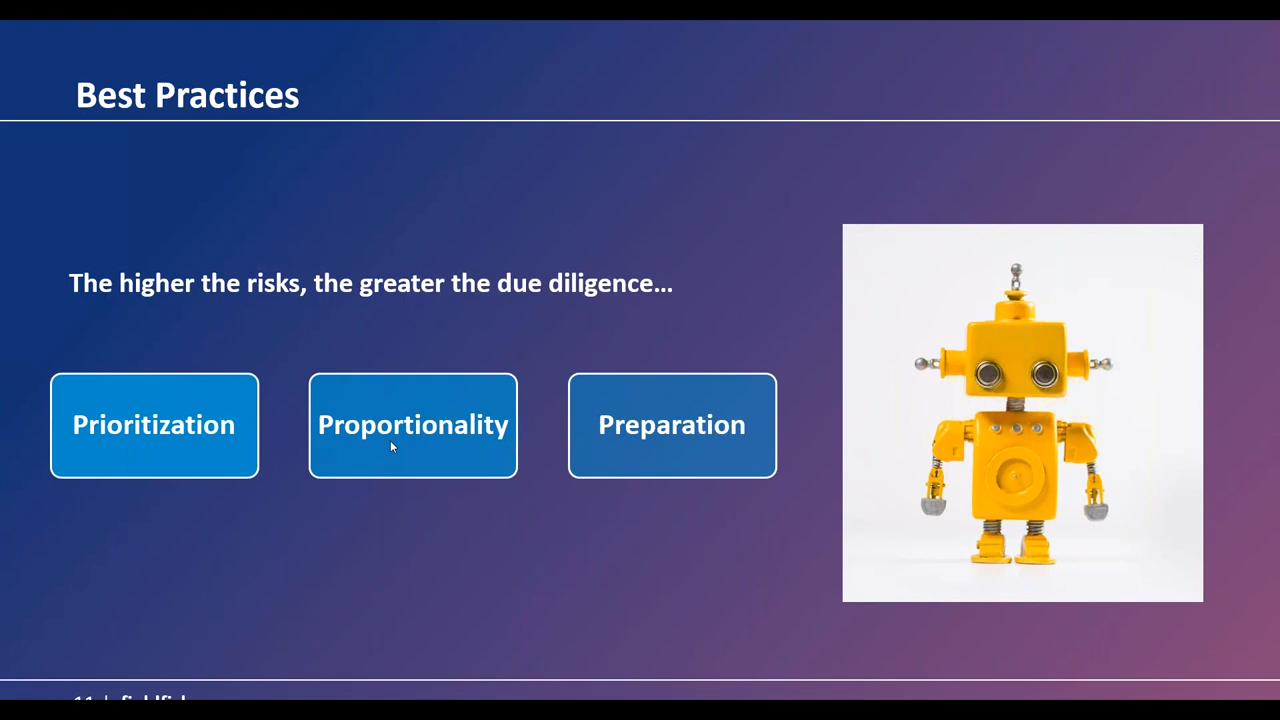 Best Practices
The higher the risks, the greater the due diligence...
Prioritization
Proportionality
Preparation